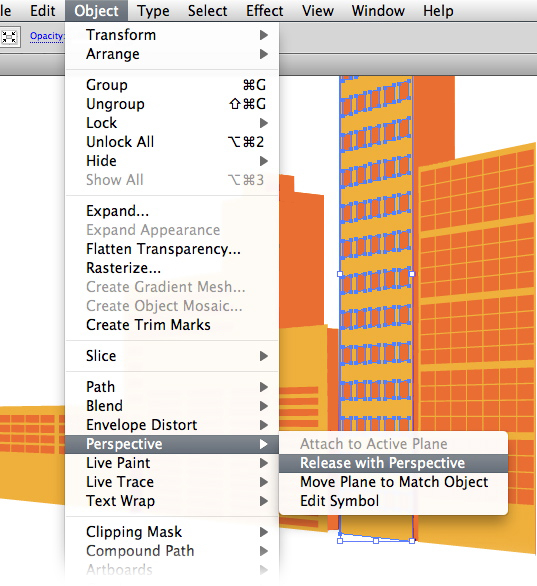 le Edit Object Type Select Effect View Window Help
Opacity:
Transform
Arrange
Group ⌘G
Ungroup ⇧⌘G
Lock
Unlock All ⌥⌘2
Hide
Show All ⌥⌘3
Expand...
Expand Appearance
Flatten Transparency...
Rasterize...
Create Gradient Mesh...
Create Object Mosaic...
Create Trim Marks
Slice
Path
Blend
Envelope Distort
Perspective
Attach to Active Plane
Release with Perspective
Move Plane to Match Object
Edit Symbol
Live Paint
Live Trace
Text Wrap
Clipping Mask
Compound Path
Artboards